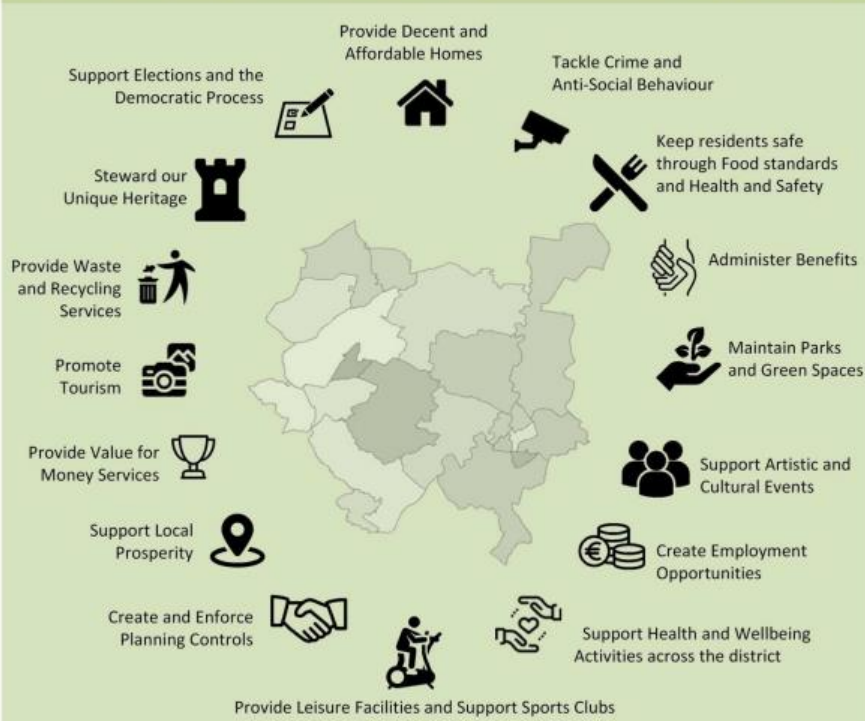 Provide Decent and
Affordable Homes
Tackle Crime and
Anti-Social Behaviour
Keep residents safe
through Food standards
and Health and Safety
Administer Benefits
Maintain Parks
and Green Spaces
Support Artistic and
Cultural Events
Create Employment
Opportunities
Support Health and Wellbeing
Activities across the district
Provide Leisure Facilities and Support Sports Clubs
Create and Enforce
Planning Controls
Support Local
Prosperity
Provide Value for
Money Services
Promote
Tourism
Provide Waste
and Recycling
Services
Steward our
Unique Heritage
Support Elections and the
Democratic Process